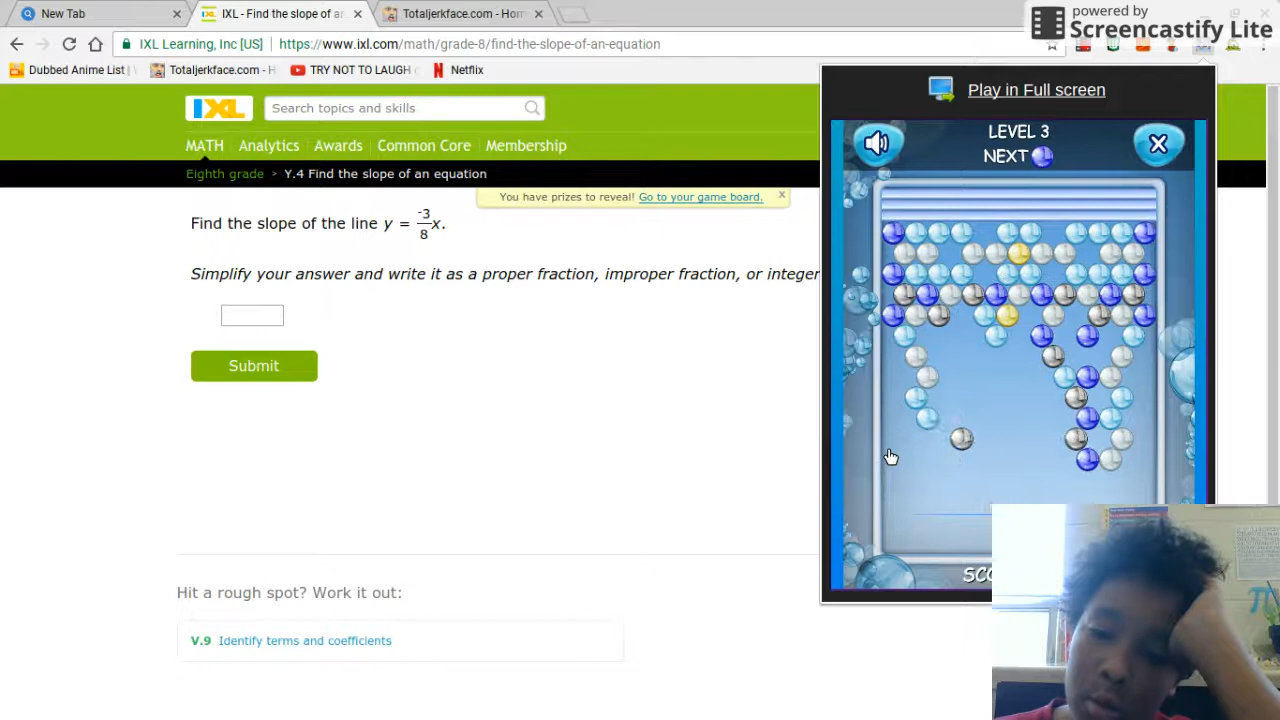 New Tab
IXL - Find the slope of an
Totaljerkface.com - Hom
powered by
Screencastify Lite
IXL Learning, Inc [US]
https://www.ixl.com/math/grade-8/find-the-slope-of-an-equation
Dubbed Anime List
Totaljerkface.com - H
TRY NOT TO LAUGH
Netflix
Play in Full screen
IXL
Search topics and skills
MATH Analytics Awards Common Core Membership
Eighth grade > Y.4 Find the slope of an equation
You have prizes to reveal! Go to your game board. x
LEVEL 3
NEXT
Find the slope of the line y = -3/8 x.
Simplify your answer and write it as a proper fraction, improper fraction, or integer
Submit
SCO
Hit a rough spot? Work it out:
V.9 Identify terms and coefficients
π